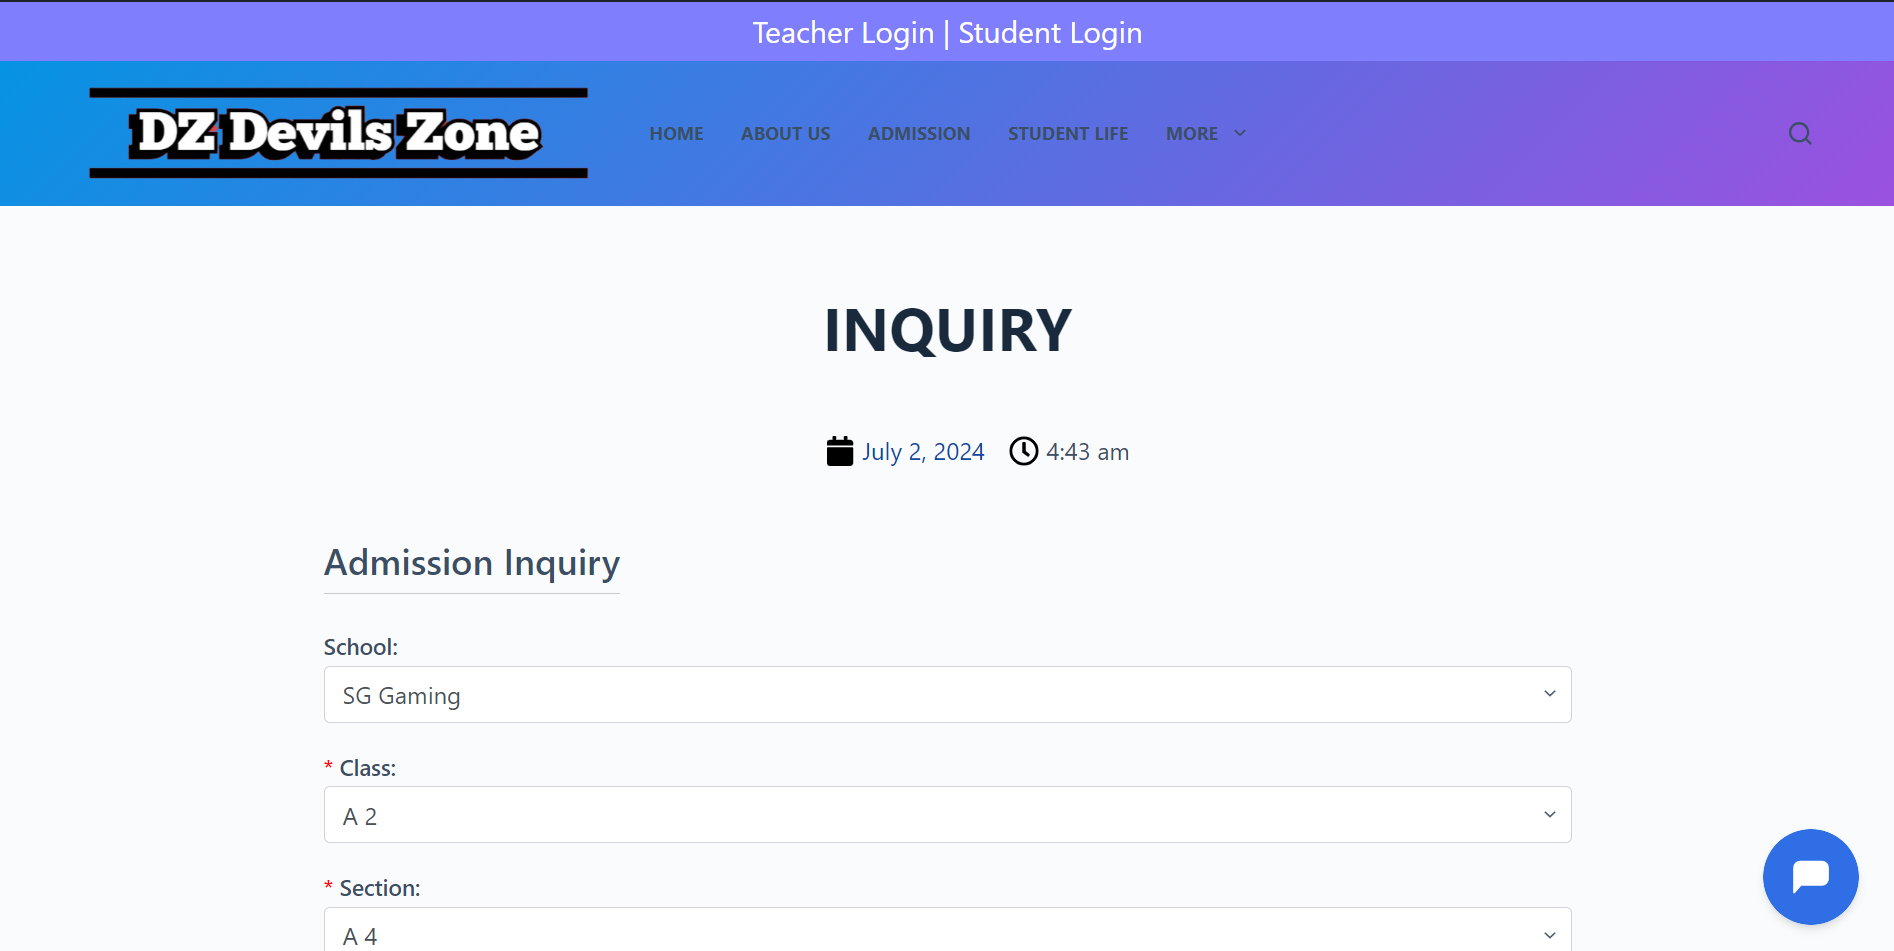 Teacher Login | Student Login
DZ Devils Zone
HOME ABOUT US ADMISSION STUDENT LIFE MORE
INQUIRY
July 2, 2024 4:43 am
Admission Inquiry
School:
SG Gaming
* Class:
A 2
* Section:
A 4